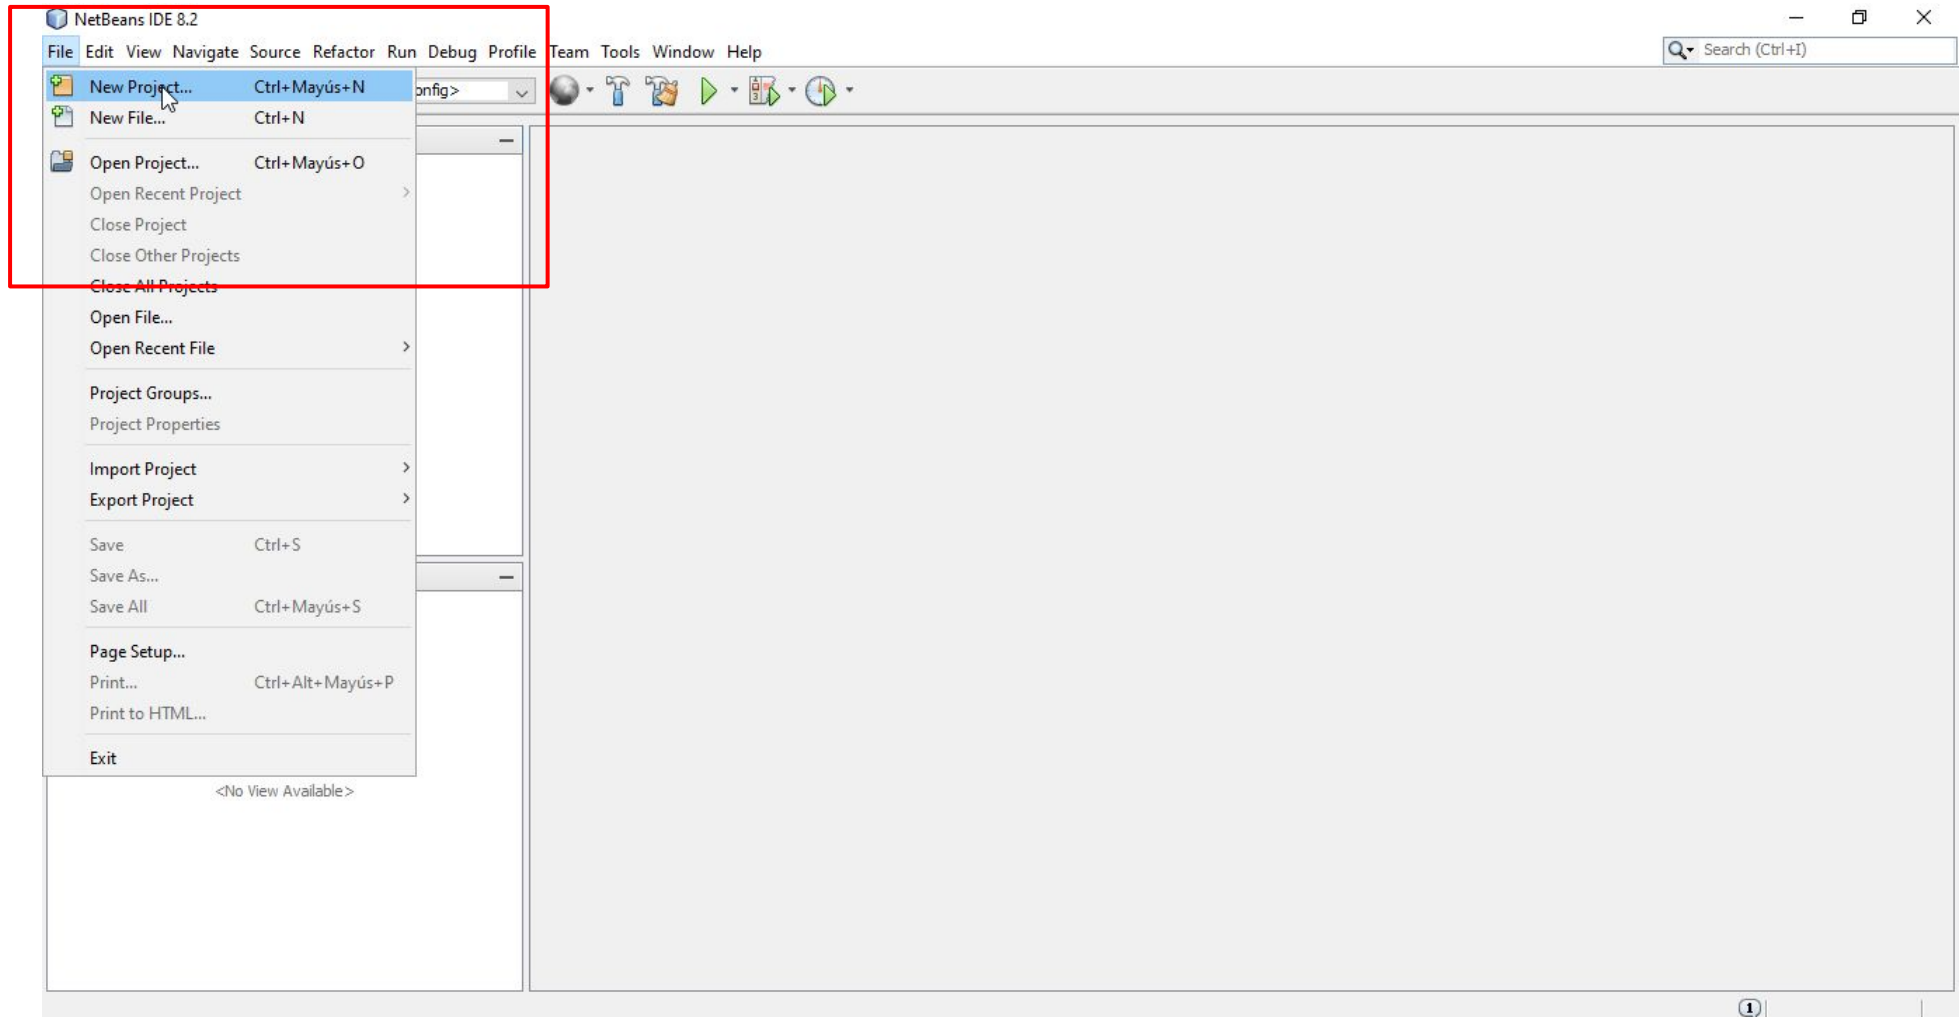 NetBeans IDE 8.2
File Edit View Navigate Source Refactor Run Debug Profile Team Tools Window Help
Search (Ctrl+I)
New Project... Ctrl+Mayús+N
onfig>
New File... Ctrl+N
Open Project... Ctrl+Mayús+O
Open Recent Project
Close Project
Close Other Projects
Close All Projects
Open File...
Open Recent File
Project Groups...
Project Properties
Import Project
Export Project
Save Ctrl+S
Save As...
Save All Ctrl+Mayús+S
Page Setup...
Print... Ctrl+Alt+Mayús+P
Print to HTML...
Exit
<No View Available>
1